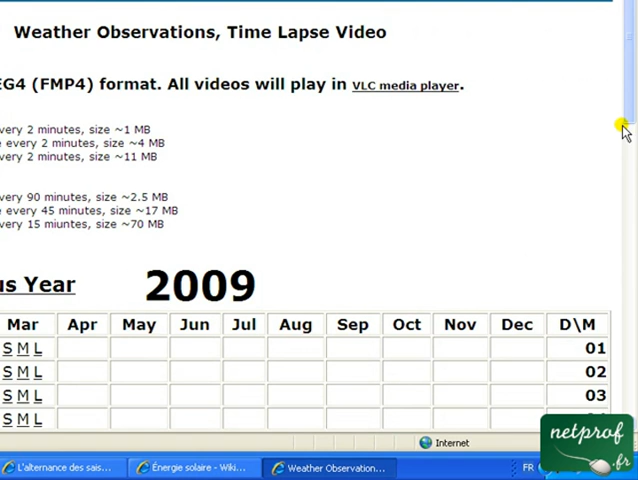 Weather Observations, Time Lapse Video
EG4 (FMP4) format. All videos will play in VLC media player.
very 2 minutes, size ~1 MB
e every 2 minutes, size ~4 MB
very 2 minutes, size ~11 MB
very 90 minutes, size ~2.5 MB
e every 45 minutes, size ~17 MB
very 15 miuntes, size ~70 MB
us Year 2009
Mar Apr May Jun Jul Aug Sep Oct Nov Dec D\M
S M L 01
S M L 02
S M L 03
S M L
netprof
.fr
Internet
L'alternance des sais... Énergie solaire - Wiki... Weather Observation... FR